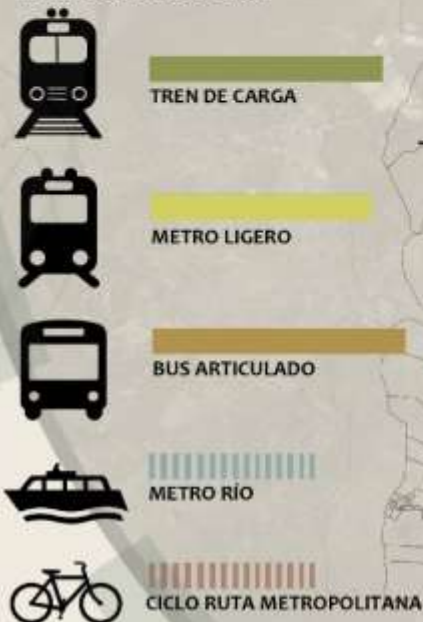 TREN DE CARGA
METRO LIGERO
BUS ARTICULADO
METRO RÍO
CICLO RUTA METROPOLITANA